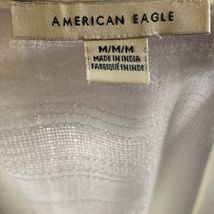 AMERICAN EAGLE
M/M/M
MADE IN INDIA
FABRIQUÉ EN INDE